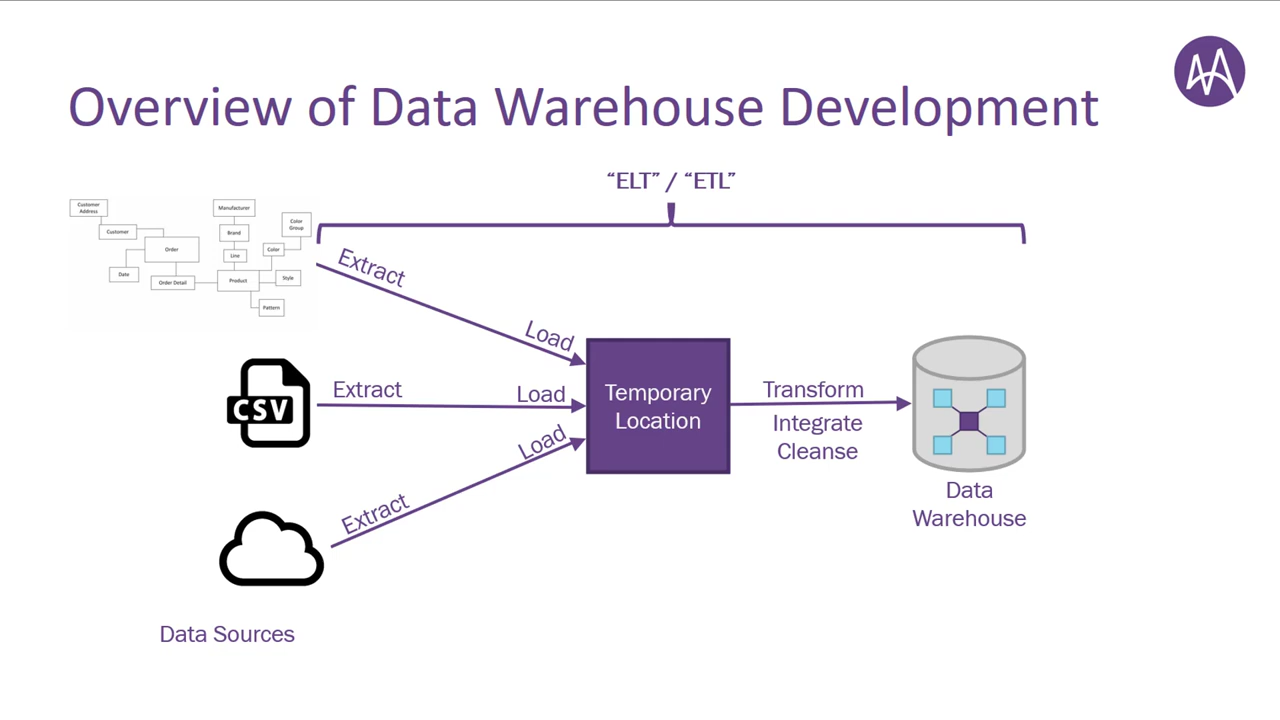 Overview of Data Warehouse Development
“ELT” / “ETL”
Customer
Address
Manufacturer
Color
Group
Customer
Brand
Order
Color
Line
Date
Order Detail
Product
Style
Pattern
Extract
Load
CSV
Extract
Load
Extract
Load
Temporary
Location
Transform
Integrate
Cleanse
Data
Warehouse
Data Sources